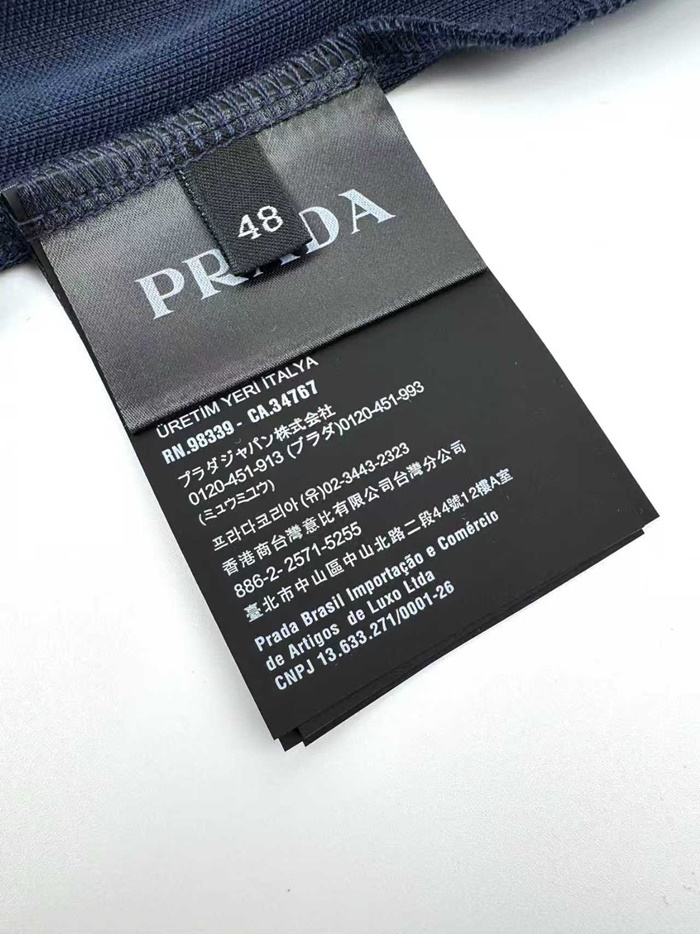 PRADA
48
ÜRETİM YERİ İTALYA
RN.98339 - CA.34767
プラダジャパン株式会社
0120-451-913 (プラダ)0120-451-993
(ミュウミュウ)
프라다코리아 (유)02-3443-2323
香港商台灣意比有限公司台灣分公司
886-2- 2571-5255
臺北市中山區中山北路二段44號12樓A室
Prada Brasil Importação e Comércio
de Artigos de Luxo Ltda
CNPJ 13.633.271/0001-26